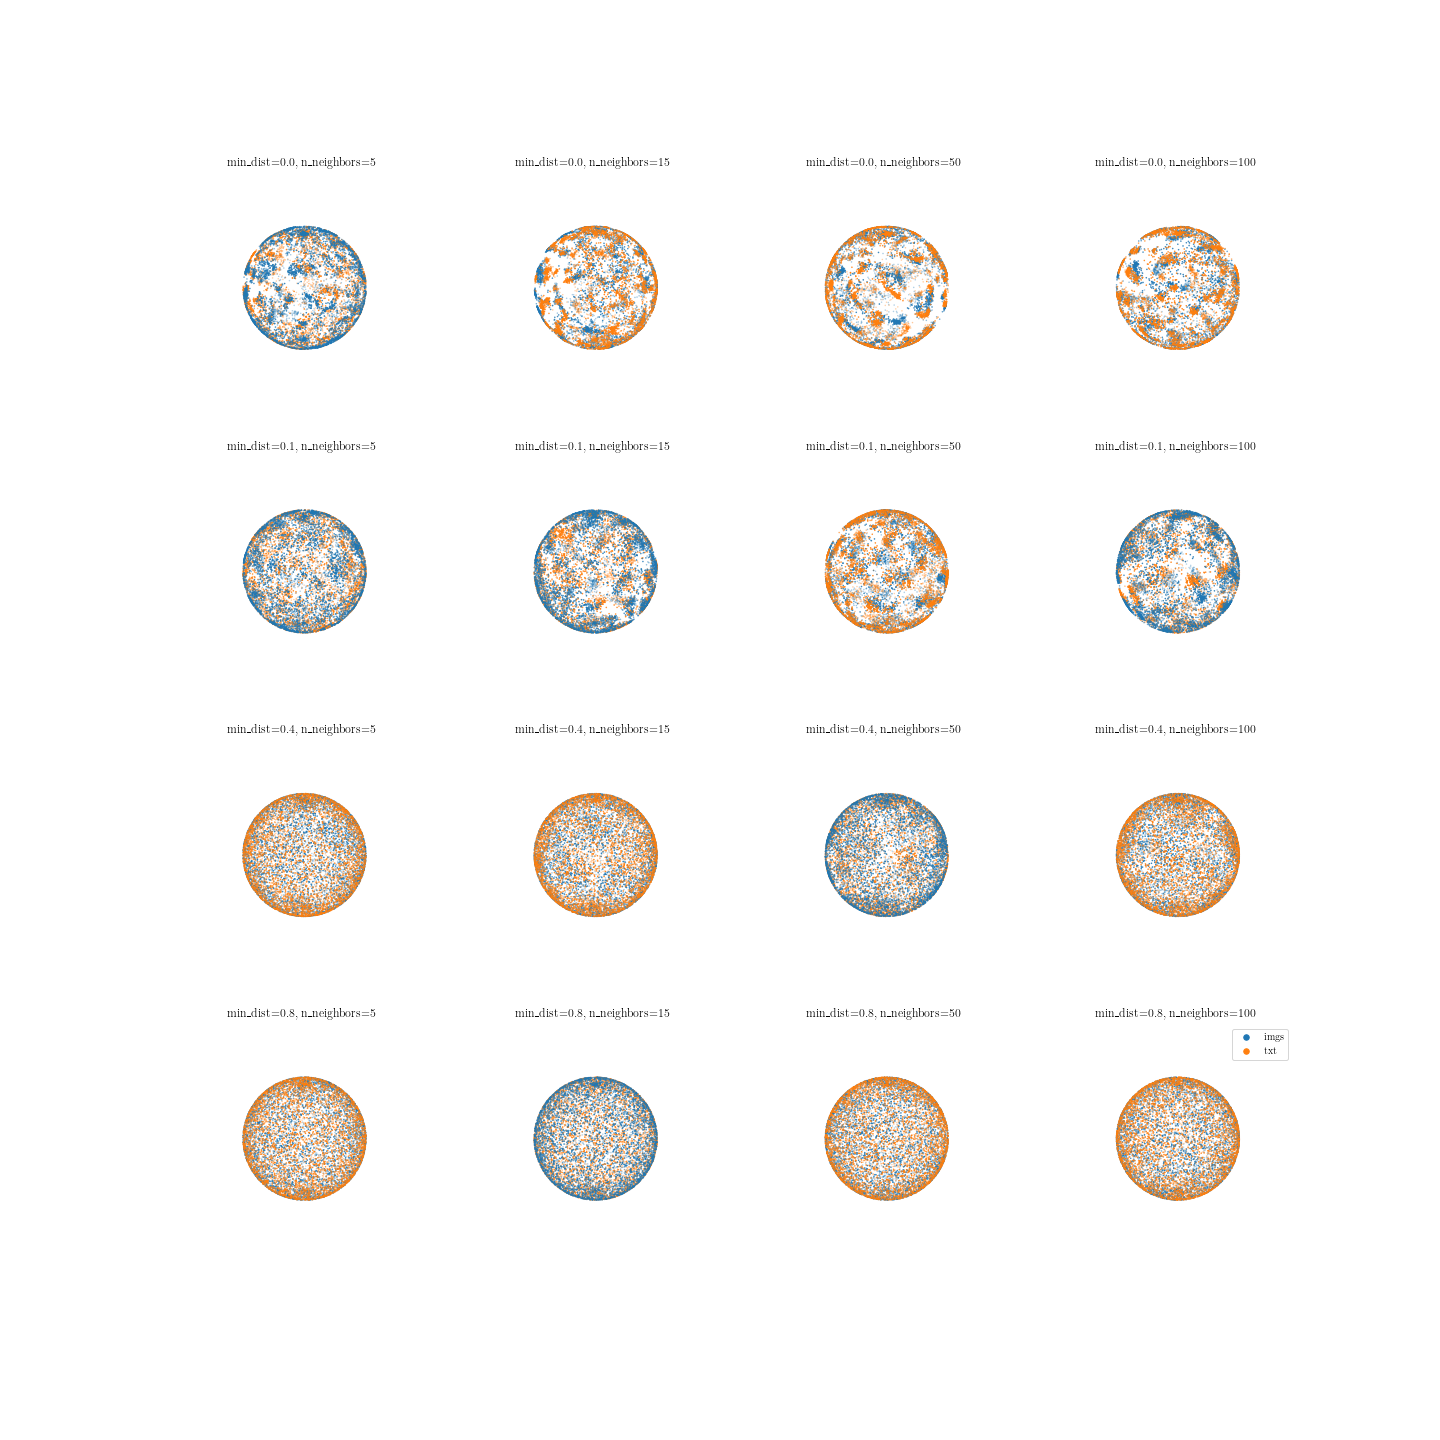 min_dist=0.0, n_neighbors=5
min_dist=0.0, n_neighbors=15
min_dist=0.0, n_neighbors=50
min_dist=0.0, n_neighbors=100
min_dist=0.1, n_neighbors=5
min_dist=0.1, n_neighbors=15
min_dist=0.1, n_neighbors=50
min_dist=0.1, n_neighbors=100
min_dist=0.4, n_neighbors=5
min_dist=0.4, n_neighbors=15
min_dist=0.4, n_neighbors=50
min_dist=0.4, n_neighbors=100
min_dist=0.8, n_neighbors=5
min_dist=0.8, n_neighbors=15
min_dist=0.8, n_neighbors=50
min_dist=0.8, n_neighbors=100
imgs
txt